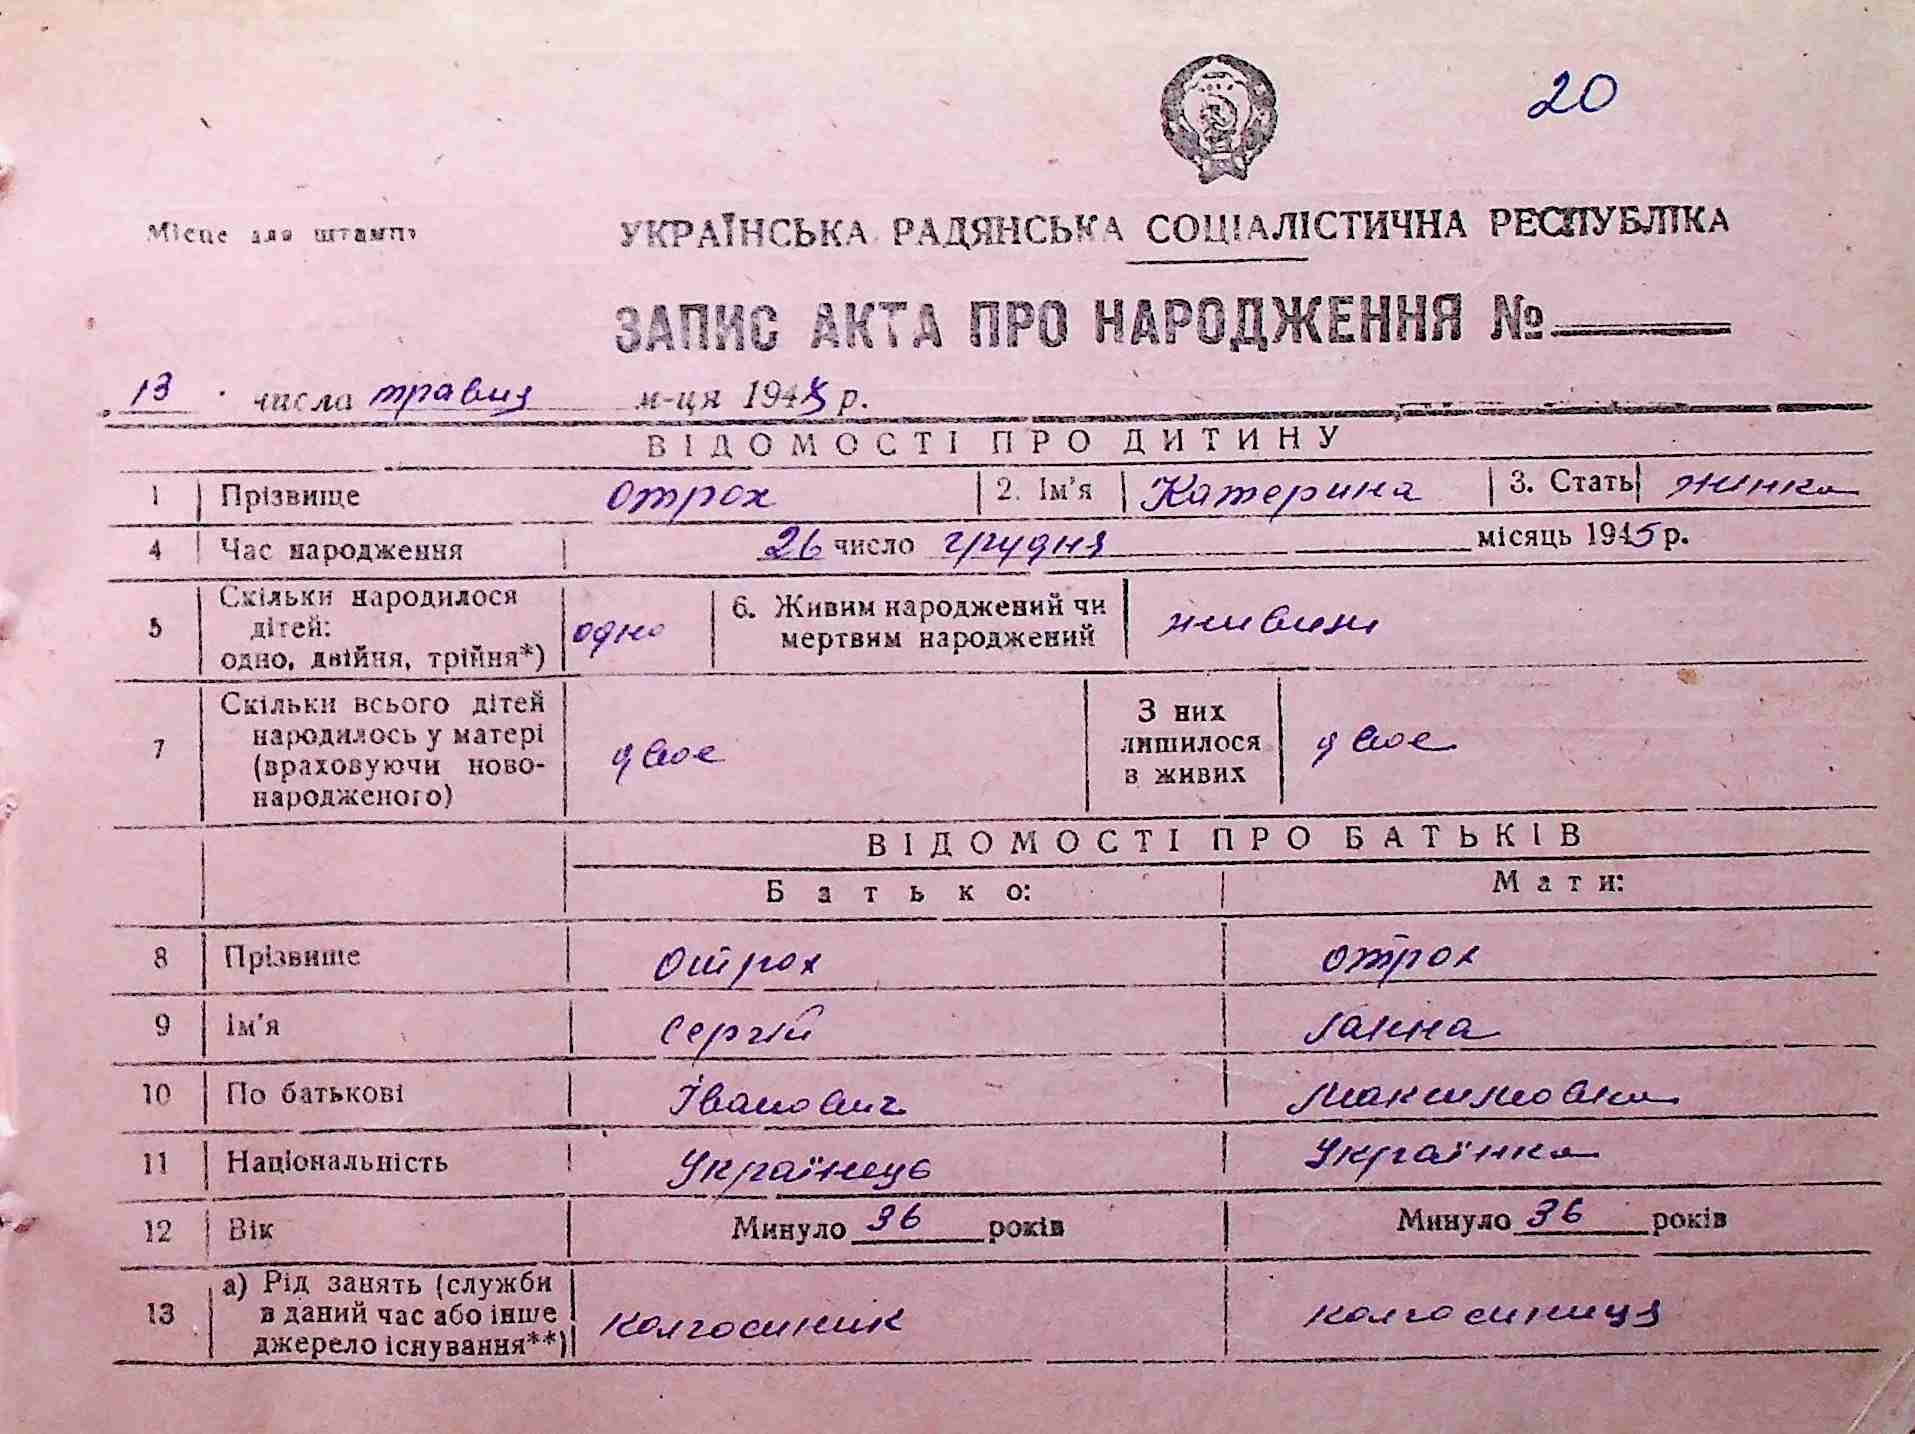 20
Місце для штампу
УКРАЇНСЬКА РАДЯНСЬКА СОЦІАЛІСТИЧНА РЕСПУБЛІКА
ЗАПИС АКТА ПРО НАРОДЖЕННЯ №
13 числа травня м-ця 194 р.
ВІДОМОСТІ ПРО ДИТИНУ
1 Прізвище Отрох 2. Ім'я Катерина 3. Стать жінка
4 Час народження 26 число грудня місяць 1945 р.
5 Скільки народилося дітей: одно, двійня, трійня*) одно 6. Живим народжений чи мертвим народжений живим
7 Скільки всього дітей народилось у матері (враховуючи ново-народженого) двоє З них лишилося в живих двоє
ВІДОМОСТІ ПРО БАТЬКІВ
Батько: Мати:
8 Прізвище Отрох Отрох
9 Ім'я Сергій Ганна
10 По батькові Іванович Максимовна
11 Національність Українець Українка
12 Вік Минуло 36 років Минуло 36 років
13 а) Рід занять (служби в даний час або інше джерело існування**) колгоспник колгоспниця